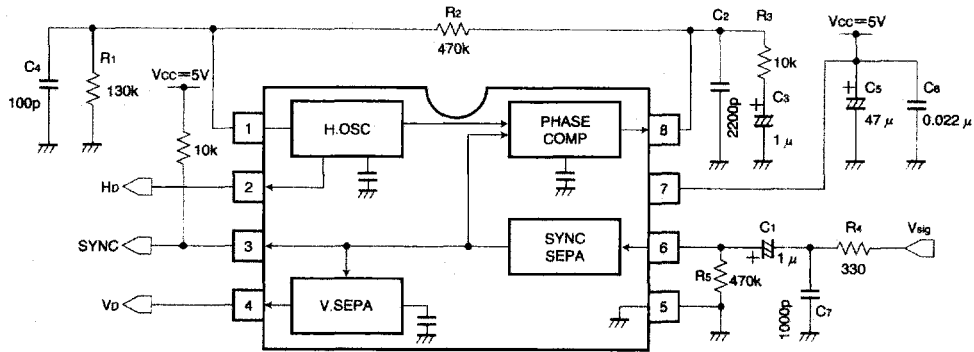 R2
470k
C4
100p
R1
130k
VCC=5V
10k
C2
2200p
R3
10k
+
C3
1μ
VCC=5V
+
C5
47μ
C6
0.022μ
1
H.OSC
PHASE
COMP
8
HD
2
7
SYNC
3
SYNC
SEPA
6
C1
+
1μ
R4
330
Vsig
R5
470k
1000p
C7
VD
4
V.SEPA
5